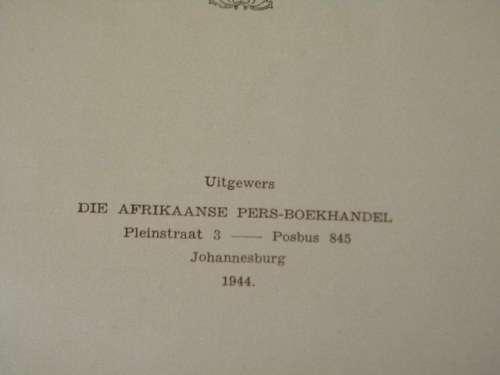 Uitgewers
DIE AFRIKAANSE PERS-BOEKHANDEL
Pleinstraat 3 —— Posbus 845
Johannesburg
1944.